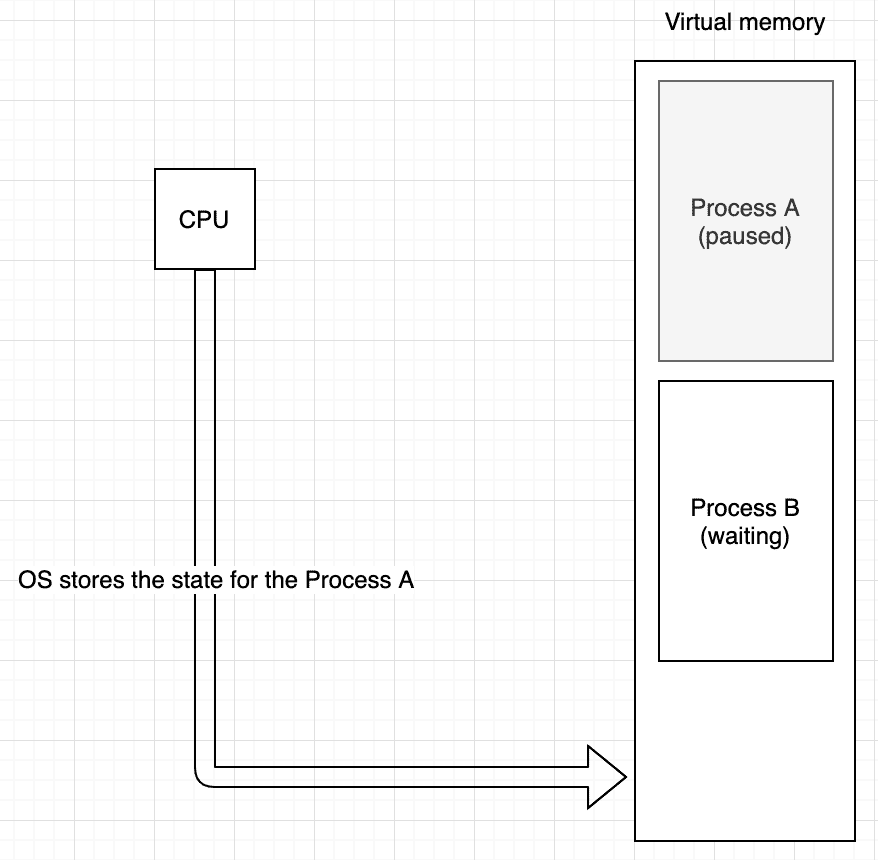 Virtual memory
CPU
Process A
(paused)
Process B
(waiting)
OS stores the state for the Process A